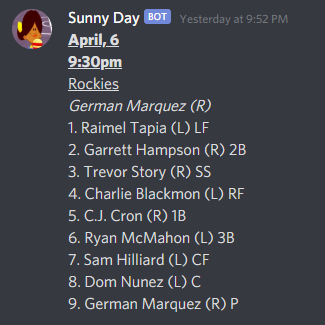 Sunny Day BOT Yesterday at 9:52 PM
April, 6
9:30pm
Rockies
German Marquez (R)
1. Raimel Tapia (L) LF
2. Garrett Hampson (R) 2B
3. Trevor Story (R) SS
4. Charlie Blackmon (L) RF
5. C.J. Cron (R) 1B
6. Ryan McMahon (L) 3B
7. Sam Hilliard (L) CF
8. Dom Nunez (L) C
9. German Marquez (R) P